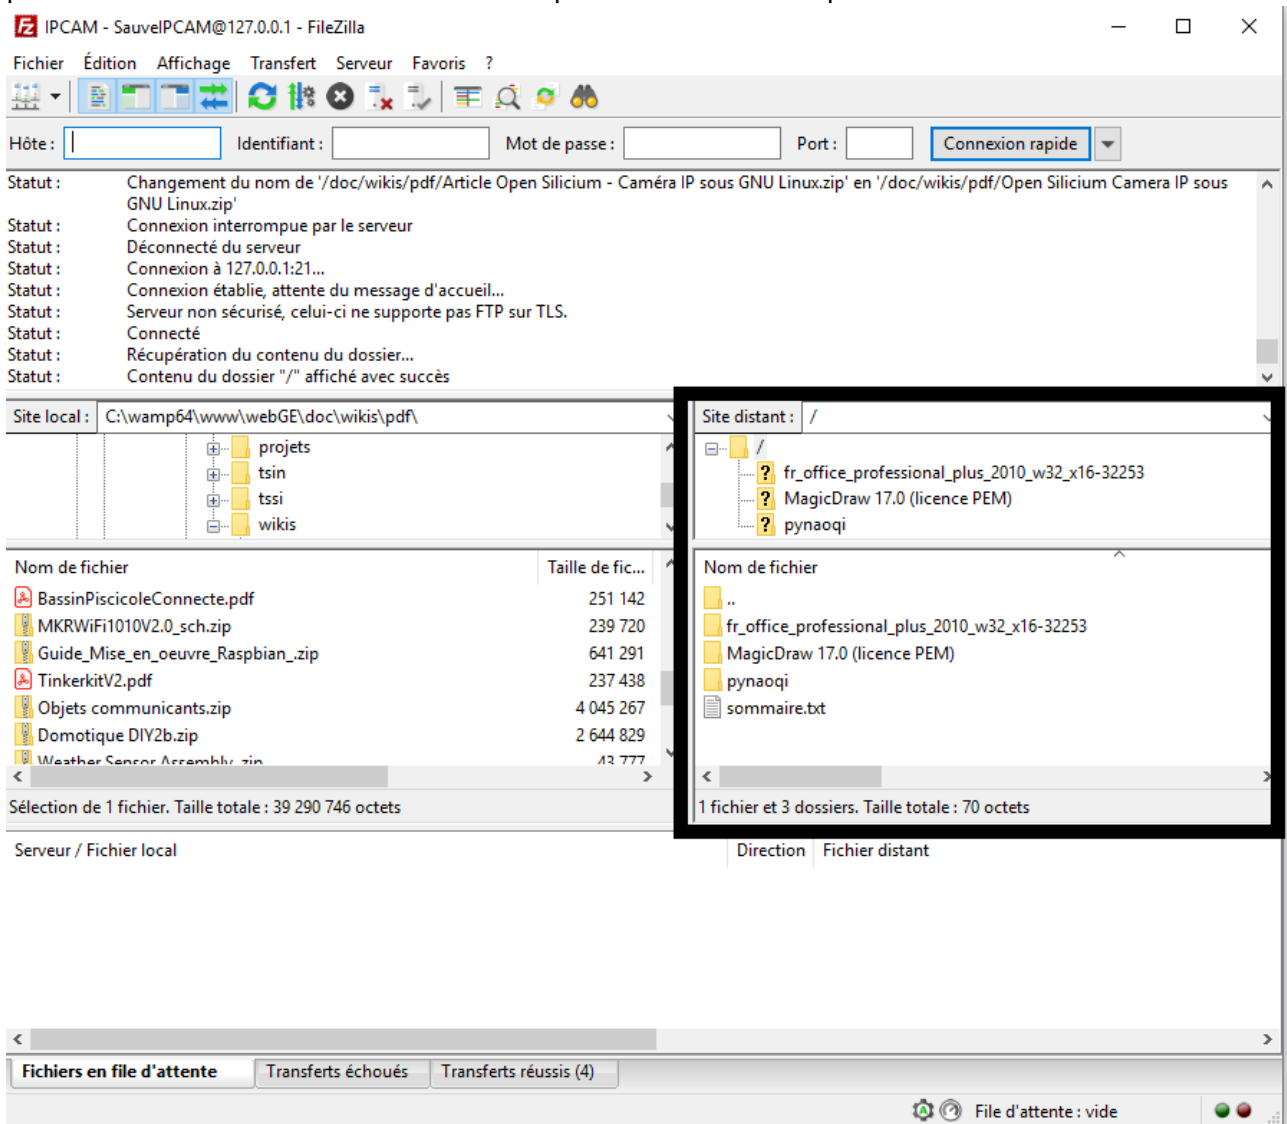 IPCAM - SauveIPCAM@127.0.0.1 - FileZilla
Fichier Édition Affichage Transfert Serveur Favoris ?
Hôte : Identifiant : Mot de passe : Port : Connexion rapide
Statut : Changement du nom de '/doc/wikis/pdf/Article Open Silicium - Caméra IP sous GNU Linux.zip' en '/doc/wikis/pdf/Open Silicium Camera IP sous
GNU Linux.zip'
Statut : Connexion interrompue par le serveur
Statut : Déconnecté du serveur
Statut : Connexion à 127.0.0.1:21...
Statut : Connexion établie, attente du message d'accueil...
Statut : Serveur non sécurisé, celui-ci ne supporte pas FTP sur TLS.
Statut : Connecté
Statut : Récupération du contenu du dossier...
Statut : Contenu du dossier "/" affiché avec succès
Site local : C:\wamp64\www\webGE\doc\wikis\pdf\
projets
tsin
tssi
wikis
Nom de fichier Taille de fic...
BassinPiscicoleConnecte.pdf 251 142
MKRWiFi1010V2.0_sch.zip 239 720
Guide_Mise_en_oeuvre_Raspbian_.zip 641 291
TinkerkitV2.pdf 237 438
Objets communicants.zip 4 045 267
Domotique DIY2b.zip 2 644 829
Weather Sensor Assembly .zip 43 777
Sélection de 1 fichier. Taille totale : 39 290 746 octets
Site distant : /
/
fr_office_professional_plus_2010_w32_x16-32253
MagicDraw 17.0 (licence PEM)
pynaoqi
Nom de fichier
..
fr_office_professional_plus_2010_w32_x16-32253
MagicDraw 17.0 (licence PEM)
pynaoqi
sommaire.txt
1 fichier et 3 dossiers. Taille totale : 70 octets
Serveur / Fichier local Direction Fichier distant
Fichiers en file d'attente Transferts échoués Transferts réussis (4)
File d'attente : vide